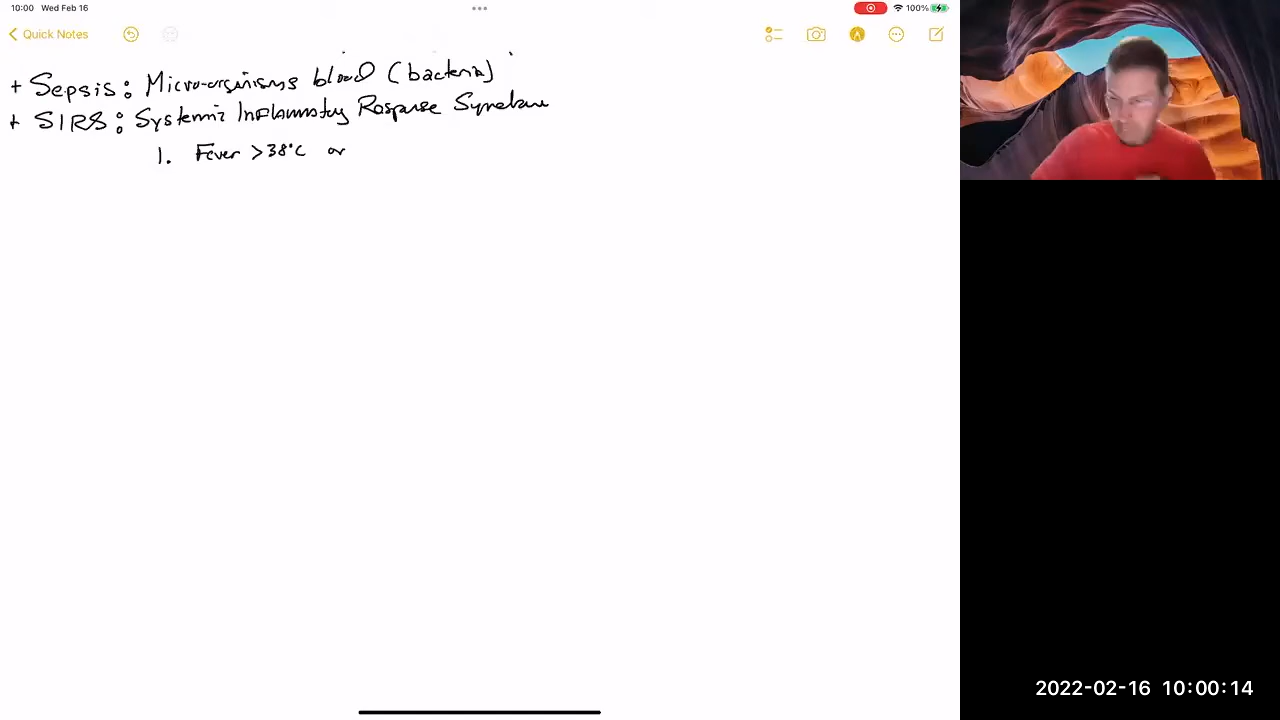 10:00 Wed Feb 16
100%
Quick Notes
+ Sepsis: Micro-organisms blood (bacteria)
+ SIRS: Systemic Inflammatory Response Syndrome
1. Fever >38°C or
2022-02-16 10:00:14